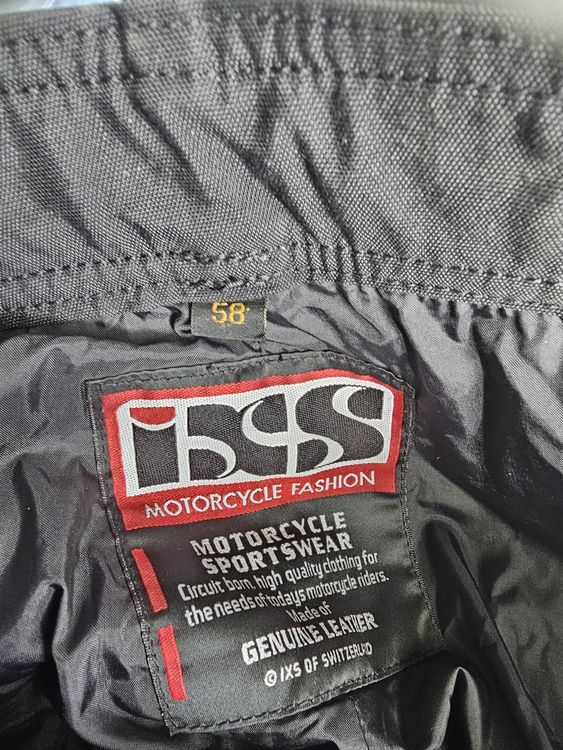 58
iXS
MOTORCYCLE FASHION
MOTORCYCLE
SPORTSWEAR
Circuit born, high quality clothing for
the needs of todays motorcycle riders.
Made of
GENUINE LEATHER
© IXS OF SWITZERLAND